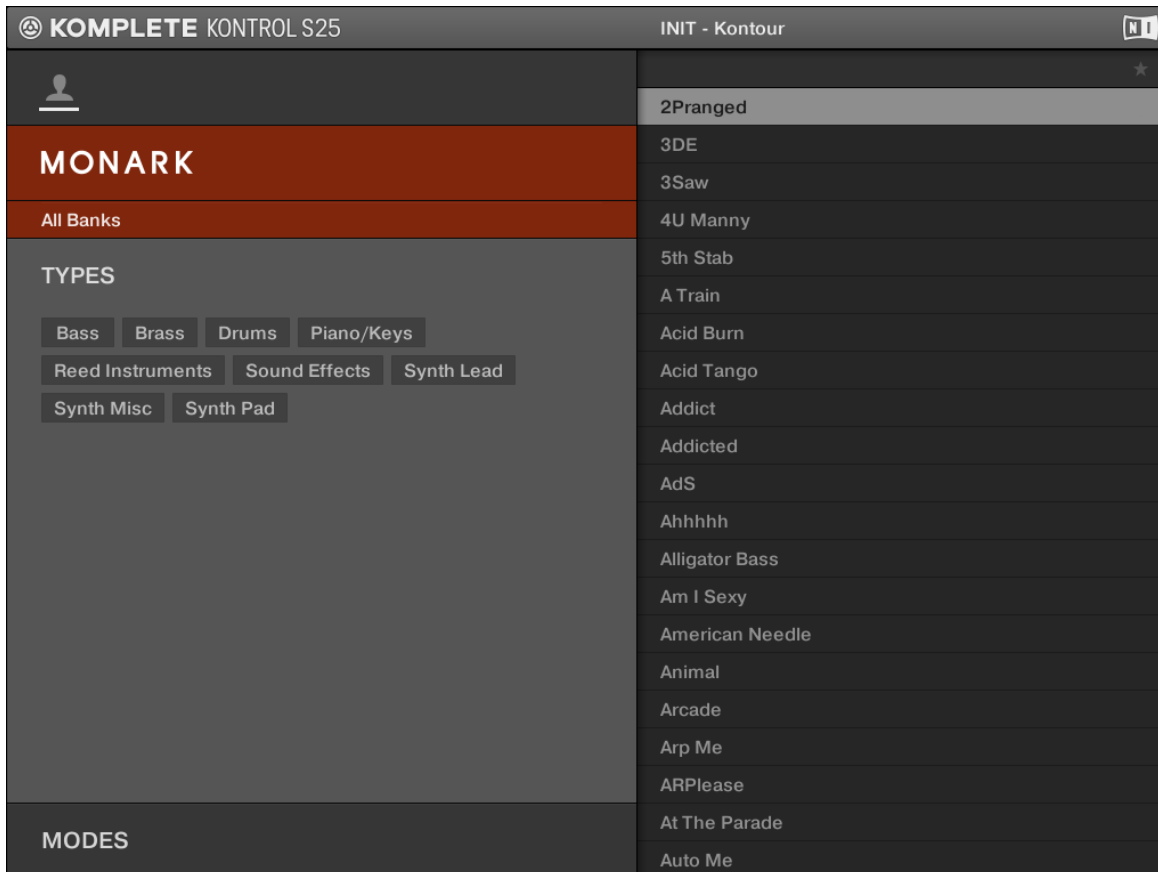 KOMPLETE KONTROL S25
INIT - Kontour
NI
MONARK
All Banks
TYPES
Bass Brass Drums Piano/Keys
Reed Instruments Sound Effects Synth Lead
Synth Misc Synth Pad
MODES
2Pranged
3DE
3Saw
4U Manny
5th Stab
A Train
Acid Burn
Acid Tango
Addict
Addicted
AdS
Ahhhhh
Alligator Bass
Am I Sexy
American Needle
Animal
Arcade
Arp Me
ARPlease
At The Parade
Auto Me